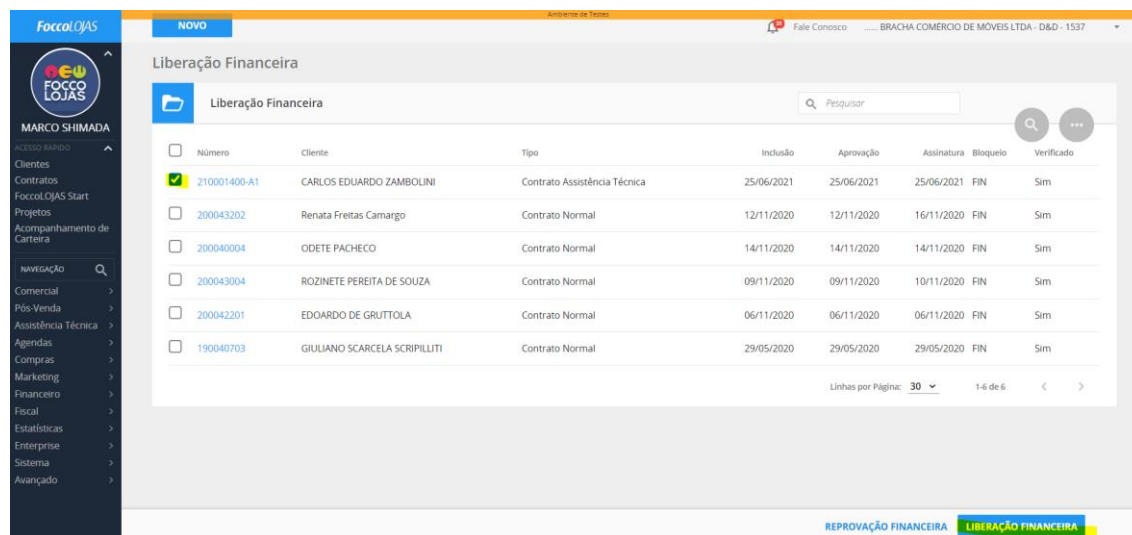 Ambiente de Testes
FoccoLOJAS
NOVO
Fale Conosco ...... BRACHA COMÉRCIO DE MÓVEIS LTDA - D&D - 1537
FOCCO
LOJAS
MARCO SHIMADA
ACESSO RÁPIDO
Clientes
Contratos
FoccoLOJAS Start
Projetos
Acompanhamento de
Carteira
NAVEGAÇÃO
Comercial
Pós-Venda
Assistência Técnica
Agendas
Compras
Marketing
Financeiro
Fiscal
Estatísticas
Enterprise
Sistema
Avançado
Liberação Financeira
Liberação Financeira
Pesquisar
Número Cliente Tipo Inclusão Aprovação Assinatura Bloqueio Verificado
210001400-A1 CARLOS EDUARDO ZAMBOLINI Contrato Assistência Técnica 25/06/2021 25/06/2021 25/06/2021 FIN Sim
200043202 Renata Freitas Camargo Contrato Normal 12/11/2020 12/11/2020 16/11/2020 FIN Sim
200040004 ODETE PACHECO Contrato Normal 14/11/2020 14/11/2020 14/11/2020 FIN Sim
200043004 ROZINETE PEREITA DE SOUZA Contrato Normal 09/11/2020 09/11/2020 10/11/2020 FIN Sim
200042201 EDOARDO DE GRUTTOLA Contrato Normal 06/11/2020 06/11/2020 06/11/2020 FIN Sim
190040703 GIULIANO SCARCELA SCRIPILLITI Contrato Normal 29/05/2020 29/05/2020 29/05/2020 FIN Sim
Linhas por Página: 30 1-6 de 6
REPROVAÇÃO FINANCEIRA LIBERAÇÃO FINANCEIRA